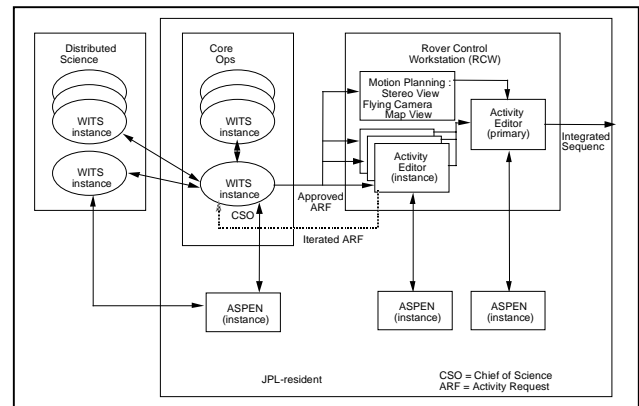 Distributed
Science
WITS
instance
WITS
instance
Core
Ops
WITS
instance
WITS
instance
CSO
Rover Control
Workstation (RCW)
Motion Planning :
Stereo View
Flying Camera
Map View
Activity
Editor
(primary)
Activity
Editor
(instance)
Integrated
Sequenc
Approved
ARF
Iterated ARF
ASPEN
(instance)
ASPEN
(instance)
ASPEN
(instance)
JPL-resident
CSO = Chief of Science
ARF = Activity Request